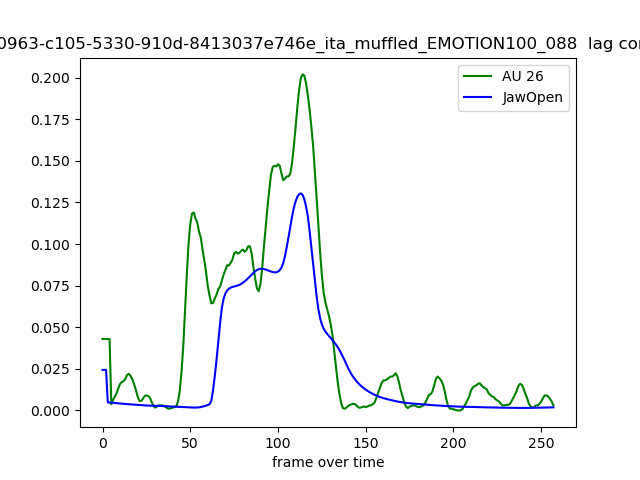 0963-c105-5330-910d-8413037e746e_ita_muffled_EMOTION100_088 lag cor
AU 26
JawOpen
0.200
0.175
0.150
0.125
0.100
0.075
0.050
0.025
0.000
0 50 100 150 200 250
frame over time